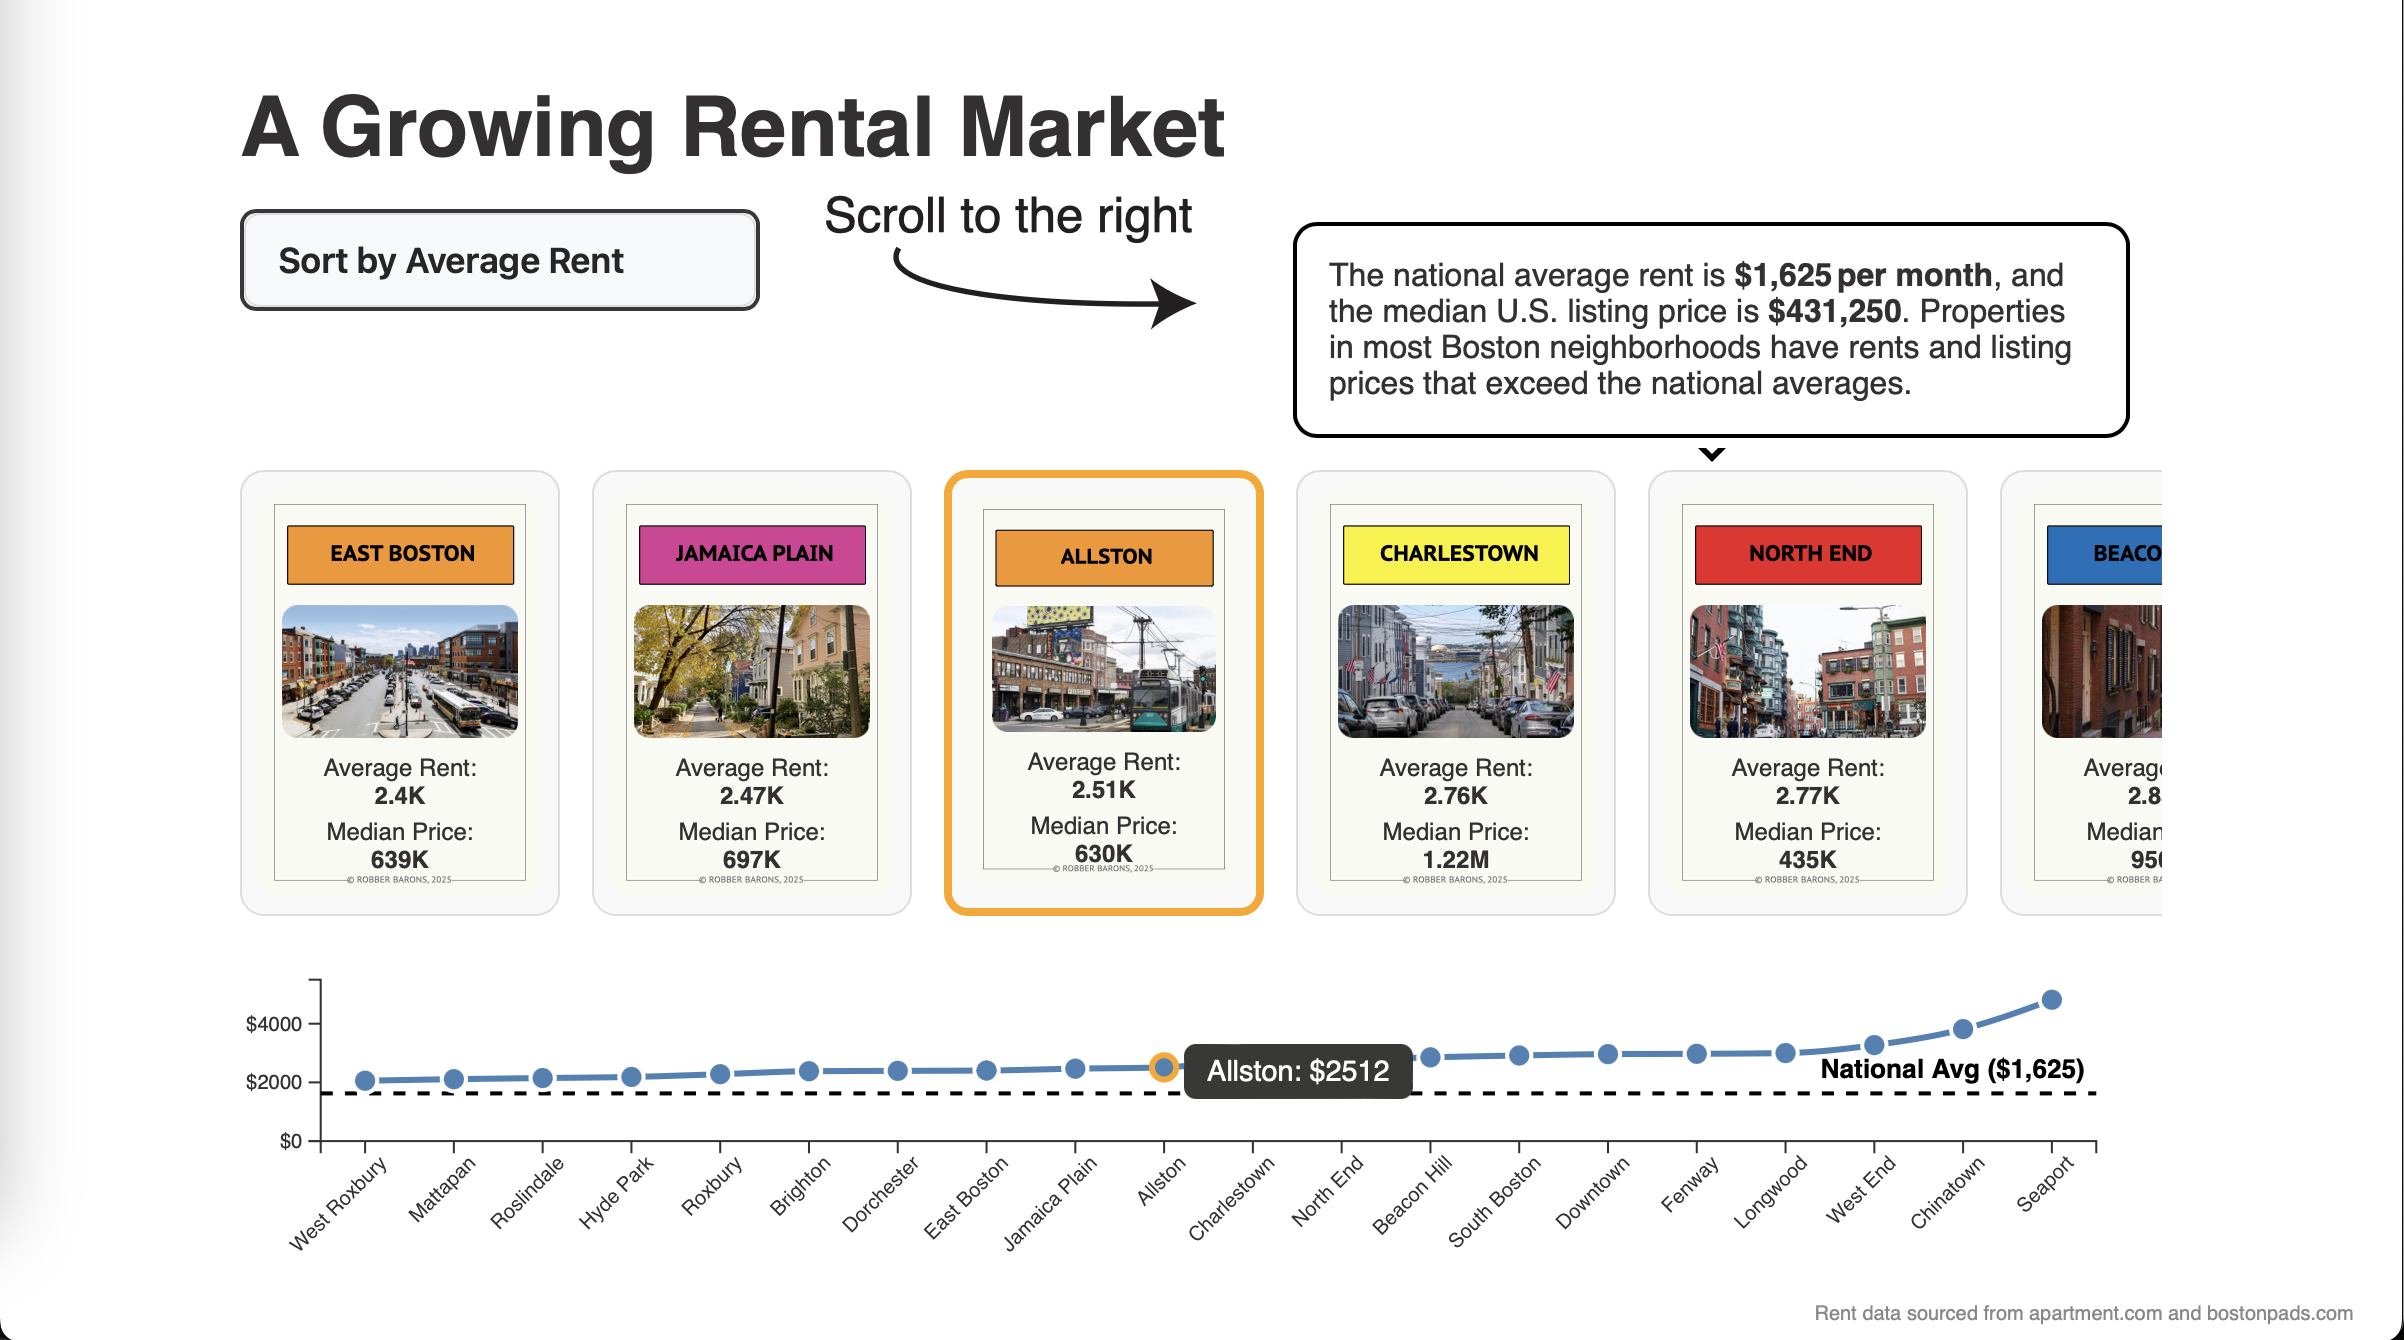 A Growing Rental Market
Sort by Average Rent
Scroll to the right
The national average rent is $1,625 per month, and
the median U.S. listing price is $431,250. Properties
in most Boston neighborhoods have rents and listing
prices that exceed the national averages.
EAST BOSTON
Average Rent:
2.4K
Median Price:
639K
© ROBBER BARONS, 2025
JAMAICA PLAIN
Average Rent:
2.47K
Median Price:
697K
© ROBBER BARONS, 2025
ALLSTON
Average Rent:
2.51K
Median Price:
630K
© ROBBER BARONS, 2025
CHARLESTOWN
Average Rent:
2.76K
Median Price:
1.22M
© ROBBER BARONS, 2025
NORTH END
Average Rent:
2.77K
Median Price:
435K
© ROBBER BARONS, 2025
BEACO
Averag
2.8
Median
950
© ROBBER BA
$4000
$2000
$0
Allston: $2512
National Avg ($1,625)
West Roxbury
Mattapan
Roslindale
Hyde Park
Roxbury
Brighton
Dorchester
East Boston
Jamaica Plain
Allston
Charlestown
North End
Beacon Hill
South Boston
Downtown
Fenway
Longwood
West End
Chinatown
Seaport
Rent data sourced from apartment.com and bostonpads.com